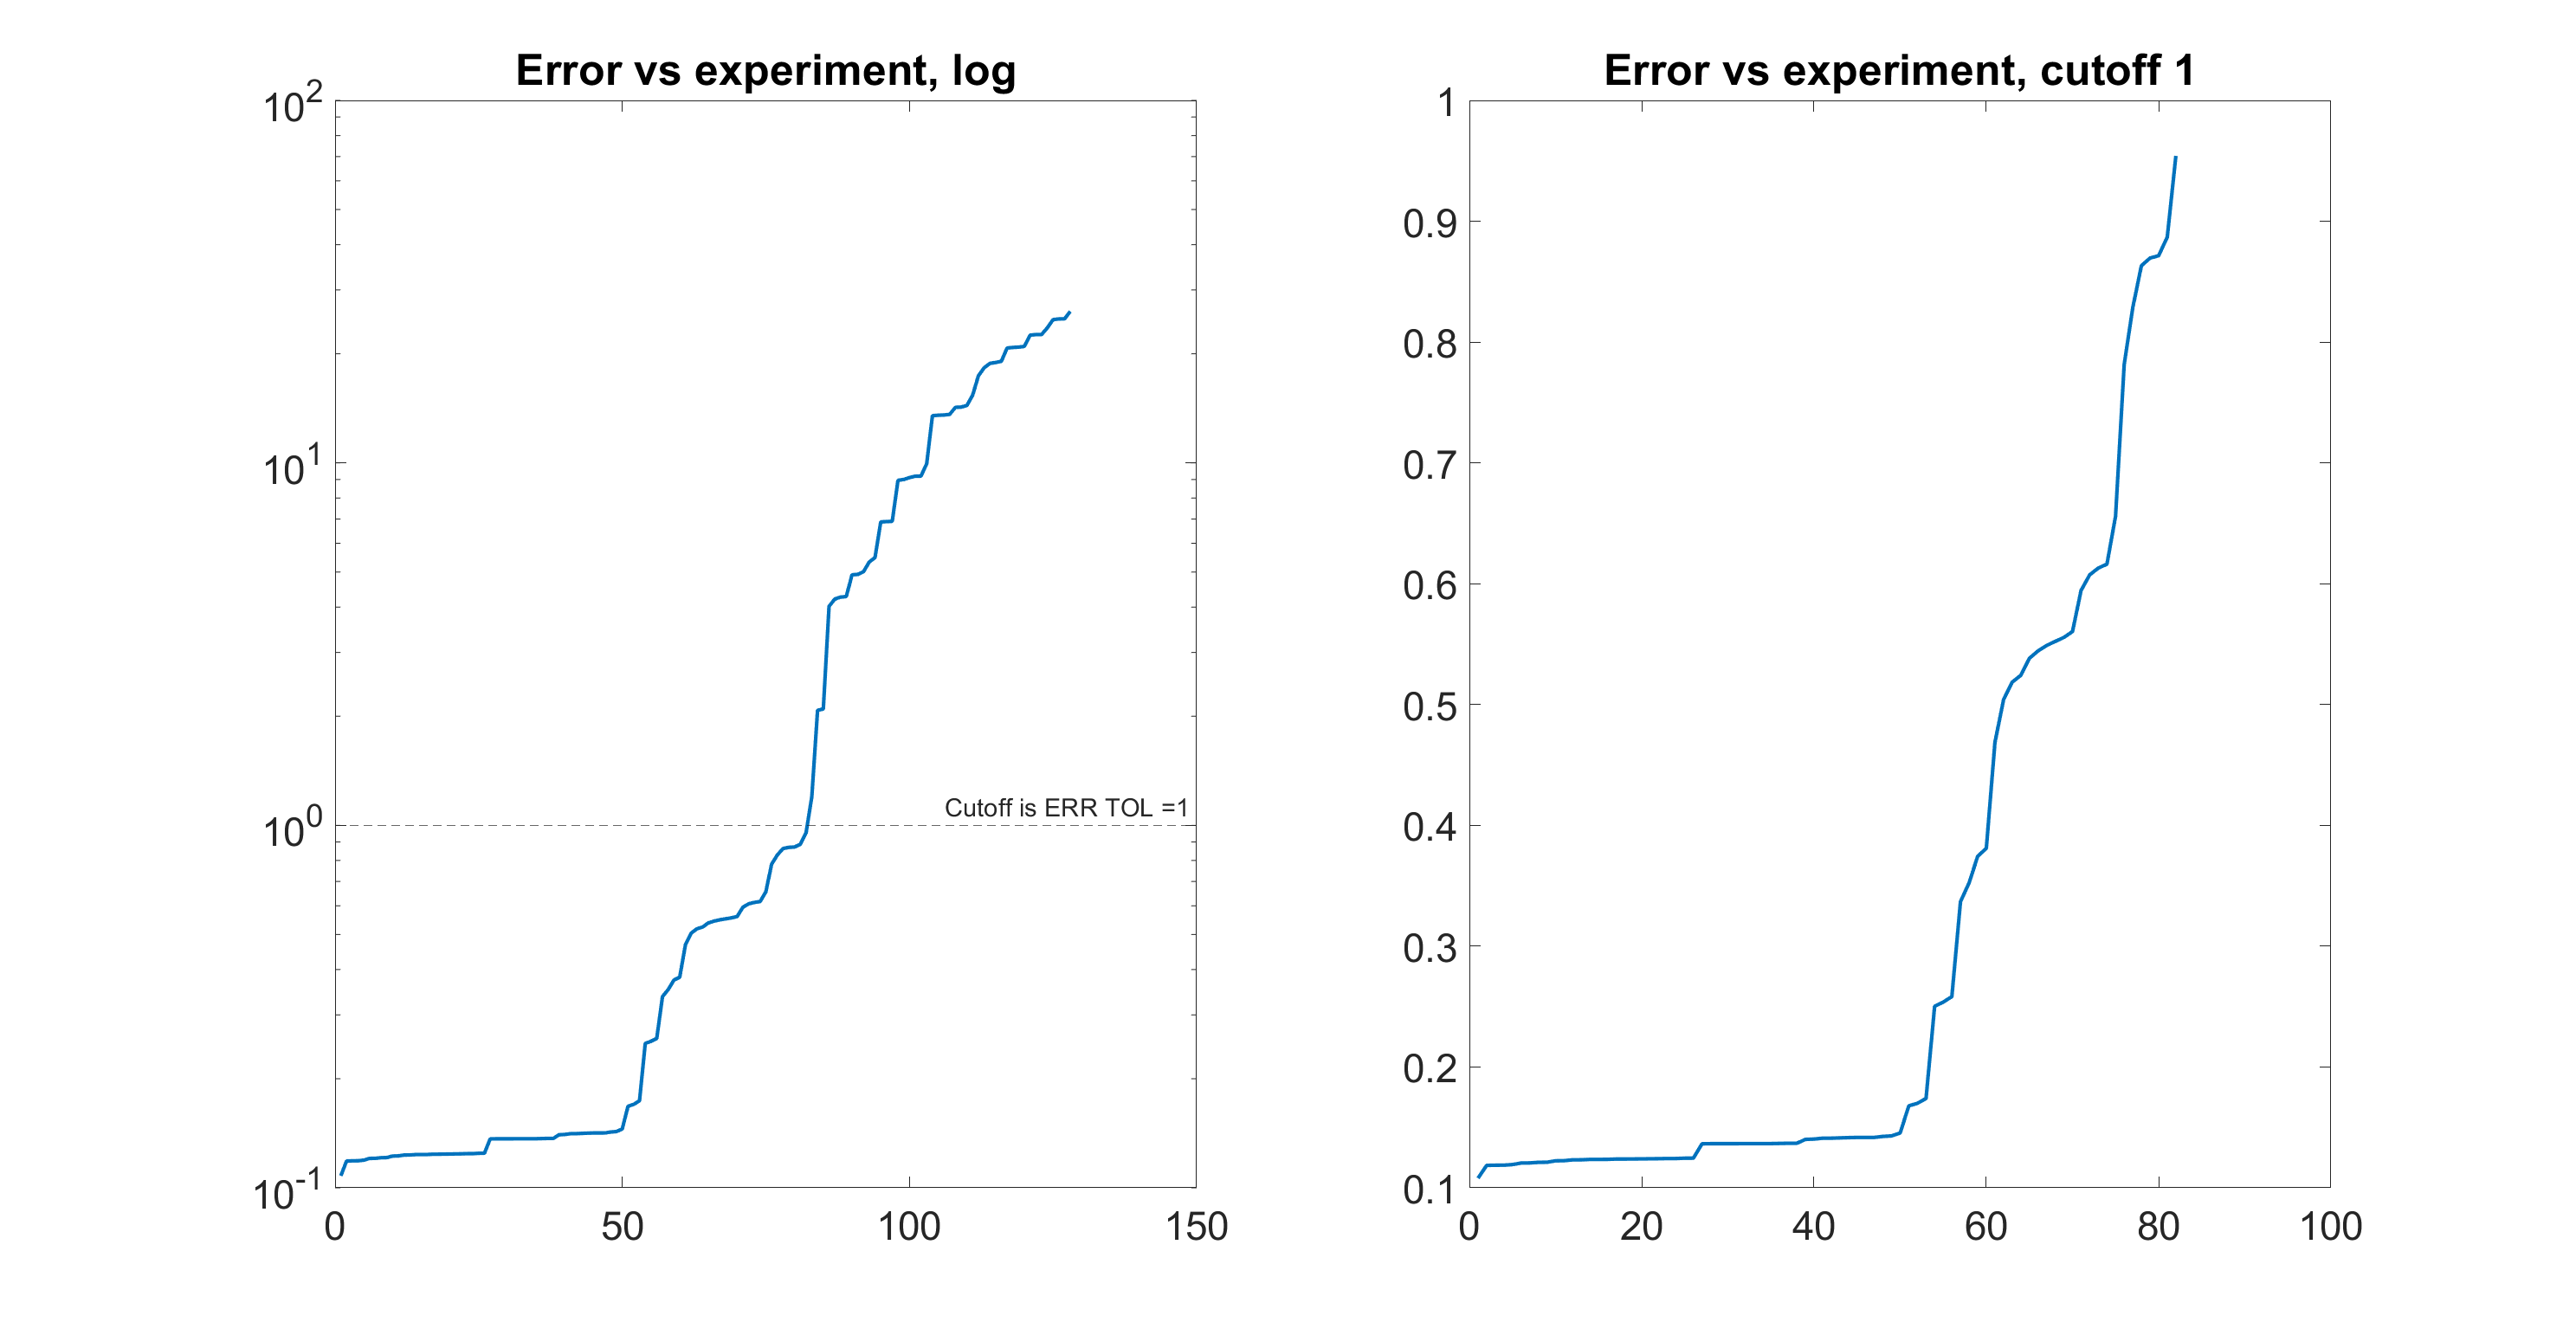 Error vs experiment, log
10^2
10^1
10^0
10^-1
Cutoff is ERR TOL =1
0 50 100 150
Error vs experiment, cutoff 1
1
0.9
0.8
0.7
0.6
0.5
0.4
0.3
0.2
0.1
0 20 40 60 80 100